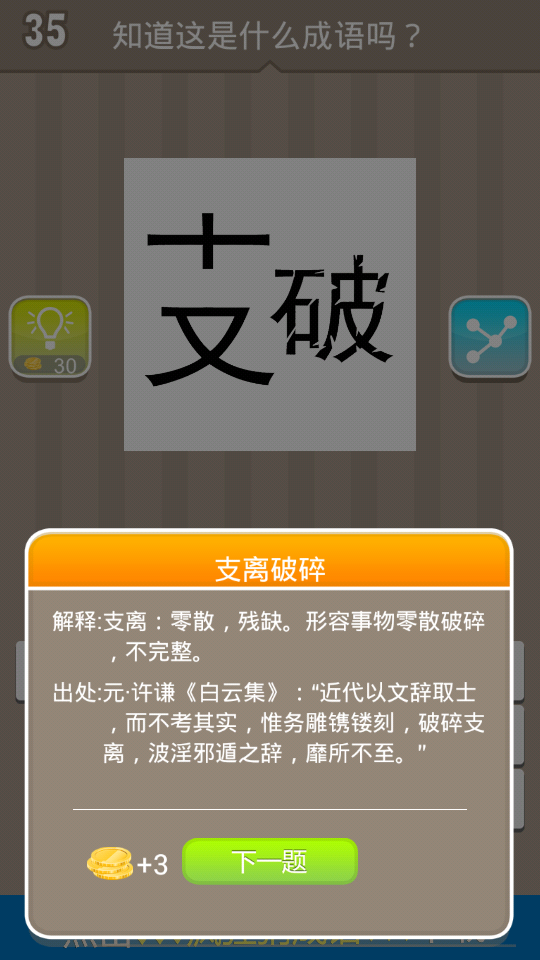 35
知道这是什么成语吗？
支
破
30
支离破碎
解释:支离：零散，残缺。形容事物零散破碎
，不完整。
出处:元·许谦《白云集》：“近代以文辞取士
，而不考其实，惟务雕镌镂刻，破碎支
离，波淫邪遁之辞，靡所不至。”
+3
下一题